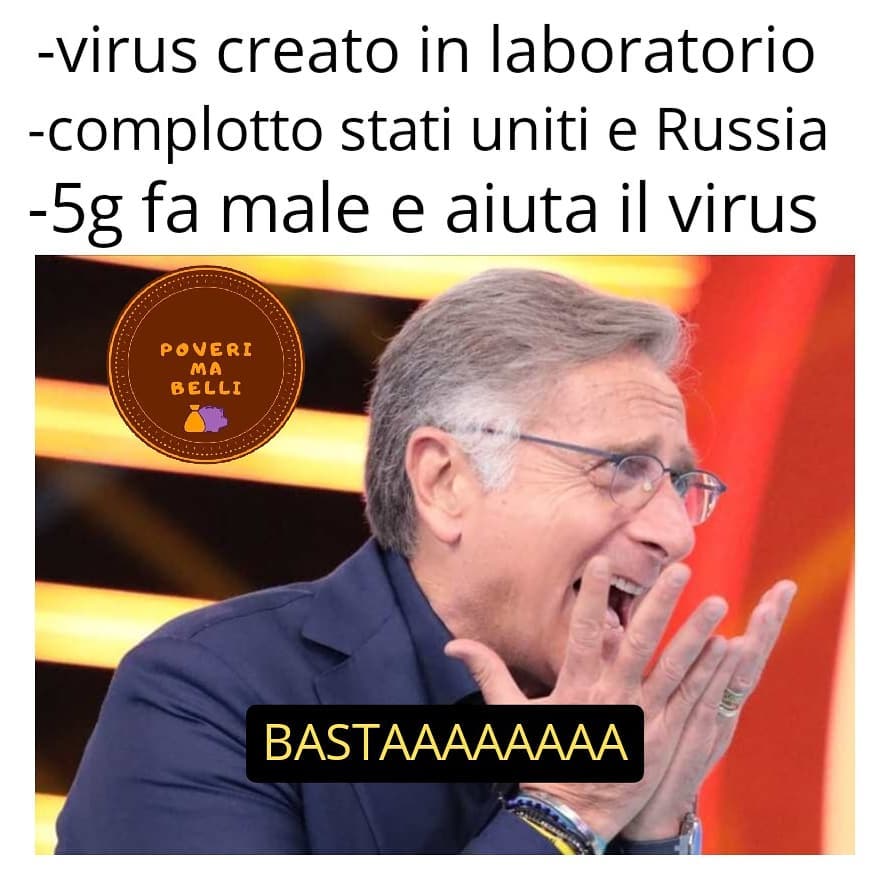 -virus creato in laboratorio
-complotto stati uniti e Russia
-5g fa male e aiuta il virus
POVERI
MA
BELLI
BASTAAAAAAAA